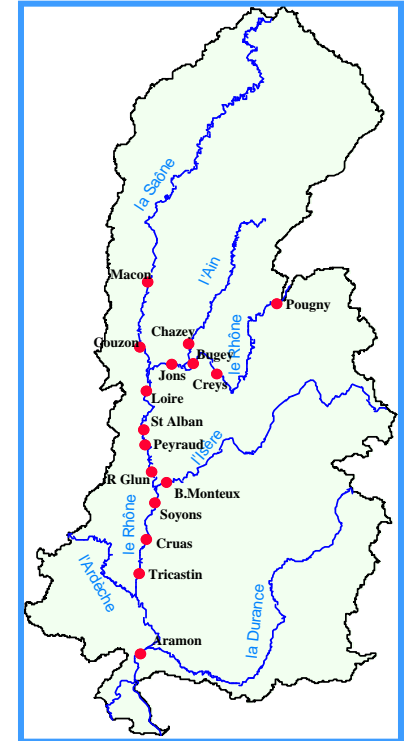 la Saône
l'Ain
Macon
Pougny
Chazey
Couzon
Bugey
le Rhône
Jons
Creys
Loire
St Alban
Peyraud
l'Isère
R Glun
B.Monteux
Soyons
le Rhône
Cruas
Tricastin
l'Ardèche
la Durance
Aramon